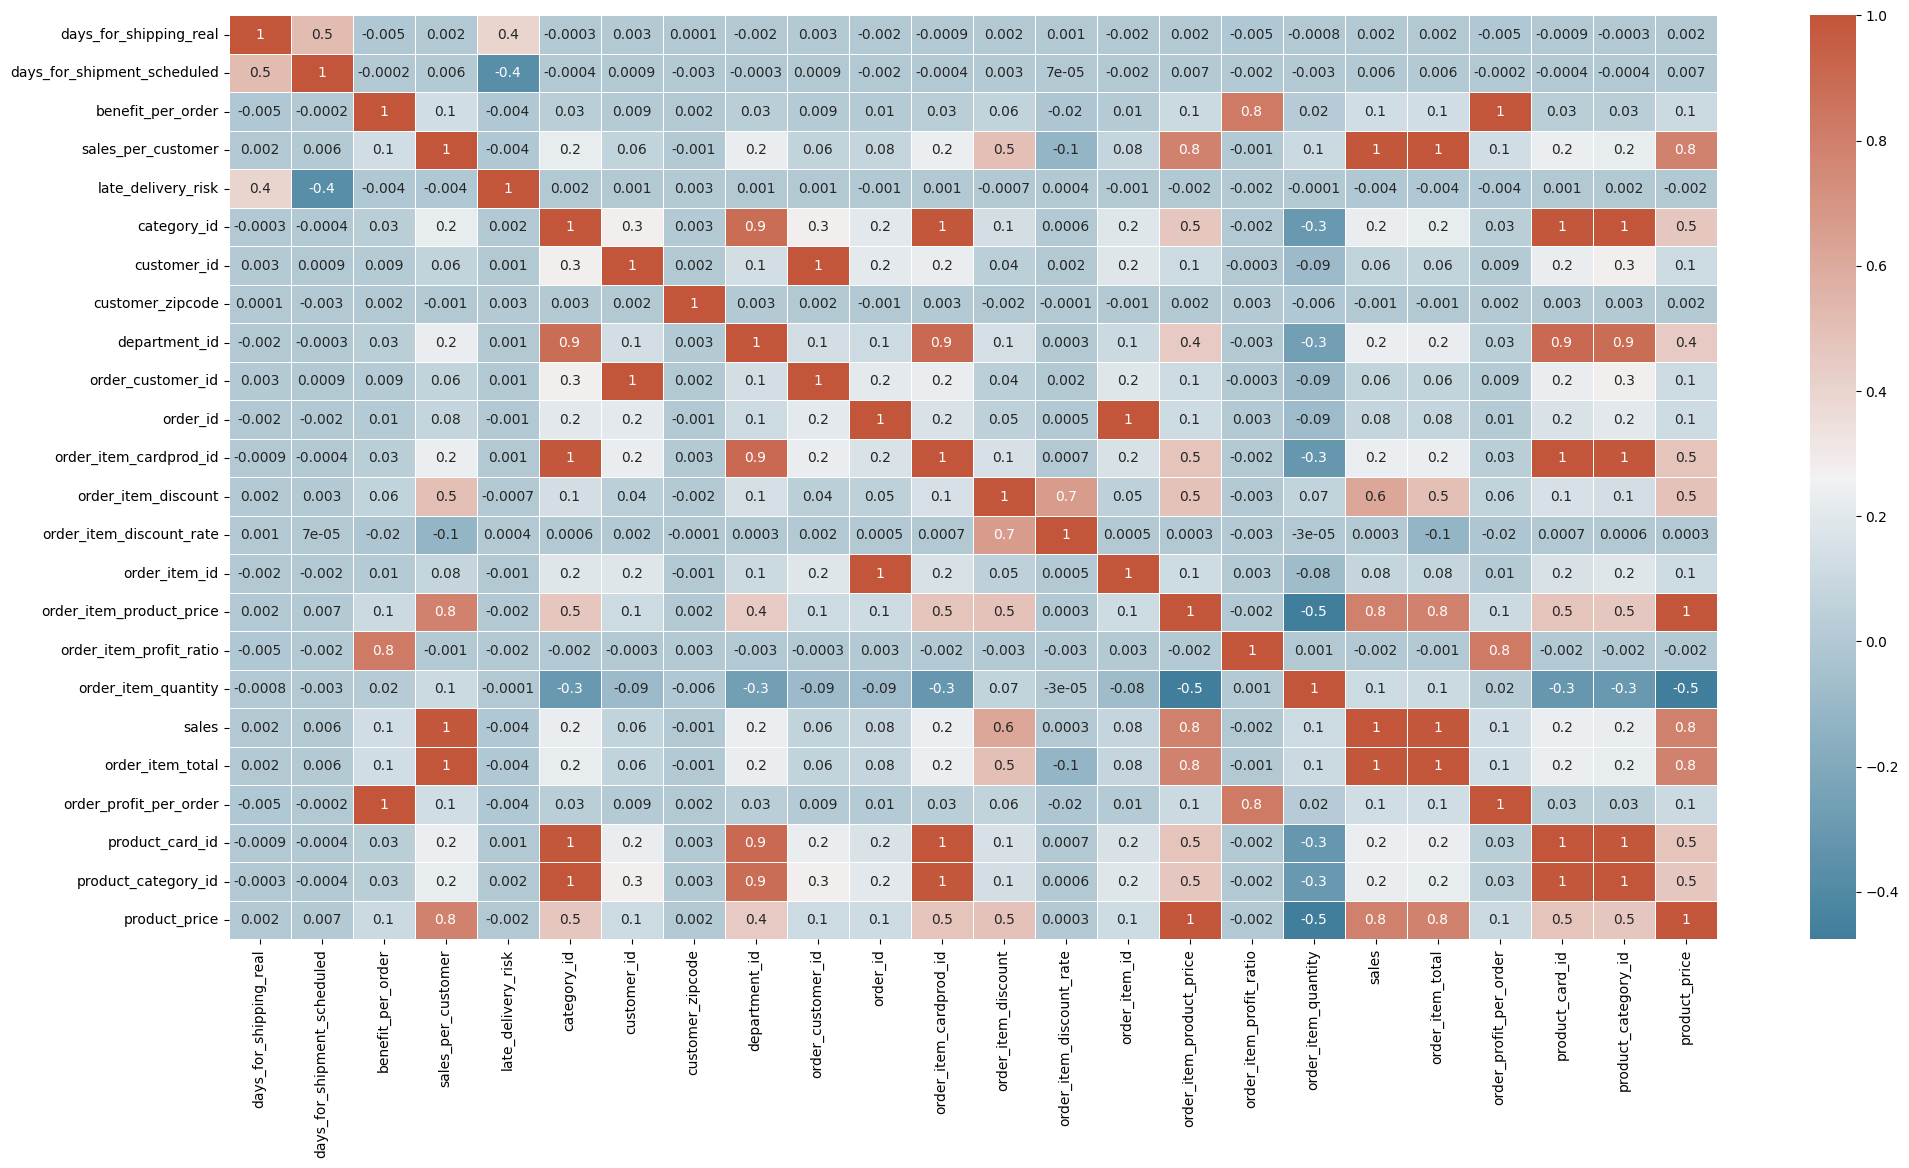 days_for_shipping_real 1 0.5 -0.005 0.002 0.4 -0.0003 0.003 0.0001 -0.002 0.003 -0.002 -0.0009 0.002 0.001 -0.002 0.002 -0.005 -0.0008 0.002 0.002 -0.005 -0.0009 -0.0003 0.002
days_for_shipment_scheduled 0.5 1 -0.0002 0.006 -0.4 -0.0004 0.0009 -0.003 -0.0003 0.0009 -0.002 -0.0004 0.003 7e-05 -0.002 0.007 -0.002 -0.003 0.006 0.006 -0.0002 -0.0004 -0.0004 0.007
benefit_per_order -0.005 -0.0002 1 0.1 -0.004 0.03 0.009 0.002 0.03 0.009 0.01 0.03 0.06 -0.02 0.01 0.1 0.8 0.02 0.1 0.1 1 0.03 0.03 0.1
sales_per_customer 0.002 0.006 0.1 1 -0.004 0.2 0.06 -0.001 0.2 0.06 0.08 0.2 0.5 -0.1 0.08 0.8 -0.001 0.1 1 1 0.1 0.2 0.2 0.8
late_delivery_risk 0.4 -0.4 -0.004 -0.004 1 0.002 0.001 0.003 0.001 0.001 -0.001 0.001 -0.0007 0.0004 -0.001 -0.002 -0.002 -0.0001 -0.004 -0.004 -0.004 0.001 0.002 -0.002
category_id -0.0003 -0.0004 0.03 0.2 0.002 1 0.3 0.003 0.9 0.3 0.2 1 0.1 0.0006 0.2 0.5 -0.002 -0.3 0.2 0.2 0.03 1 1 0.5
customer_id 0.003 0.0009 0.009 0.06 0.001 0.3 1 0.002 0.1 1 0.2 0.2 0.04 0.002 0.2 0.1 -0.0003 -0.09 0.06 0.06 0.009 0.2 0.3 0.1
customer_zipcode 0.0001 -0.003 0.002 -0.001 0.003 0.003 0.002 1 0.003 0.002 -0.001 0.003 -0.002 -0.0001 -0.001 0.002 0.003 -0.006 -0.001 -0.001 0.002 0.003 0.003 0.002
department_id -0.002 -0.0003 0.03 0.2 0.001 0.9 0.1 0.003 1 0.1 0.1 0.9 0.1 0.0003 0.1 0.4 -0.003 -0.3 0.2 0.2 0.03 0.9 0.9 0.4
order_customer_id 0.003 0.0009 0.009 0.06 0.001 0.3 1 0.002 0.1 1 0.2 0.2 0.04 0.002 0.2 0.1 -0.0003 -0.09 0.06 0.06 0.009 0.2 0.3 0.1
order_id -0.002 -0.002 0.01 0.08 -0.001 0.2 0.2 -0.001 0.1 0.2 1 0.2 0.05 0.0005 1 0.1 0.003 -0.09 0.08 0.08 0.01 0.2 0.2 0.1
order_item_cardprod_id -0.0009 -0.0004 0.03 0.2 0.001 1 0.2 0.003 0.9 0.2 0.2 1 0.1 0.0007 0.2 0.5 -0.002 -0.3 0.2 0.2 0.03 1 1 0.5
order_item_discount 0.002 0.003 0.06 0.5 -0.0007 0.1 0.04 -0.002 0.1 0.04 0.05 0.1 1 0.7 0.05 0.5 -0.003 0.07 0.6 0.5 0.06 0.1 0.1 0.5
order_item_discount_rate 0.001 7e-05 -0.02 -0.1 0.0004 0.0006 0.002 -0.0001 0.0003 0.002 0.0005 0.0007 0.7 1 0.0005 0.0003 -0.003 -3e-05 0.0003 -0.1 -0.02 0.0007 0.0006 0.0003
order_item_id -0.002 -0.002 0.01 0.08 -0.001 0.2 0.2 -0.001 0.1 0.2 1 0.2 0.05 0.0005 1 0.1 0.003 -0.08 0.08 0.08 0.01 0.2 0.2 0.1
order_item_product_price 0.002 0.007 0.1 0.8 -0.002 0.5 0.1 0.002 0.4 0.1 0.1 0.5 0.5 0.0003 0.1 1 -0.002 -0.5 0.8 0.8 0.1 0.5 0.5 1
order_item_profit_ratio -0.005 -0.002 0.8 -0.001 -0.002 -0.002 -0.0003 0.003 -0.003 -0.0003 0.003 -0.002 -0.003 -0.003 0.003 -0.002 1 0.001 -0.002 -0.001 0.8 -0.002 -0.002 -0.002
order_item_quantity -0.0008 -0.003 0.02 0.1 -0.0001 -0.3 -0.09 -0.006 -0.3 -0.09 -0.09 -0.3 0.07 -3e-05 -0.08 -0.5 0.001 1 0.1 0.1 0.02 -0.3 -0.3 -0.5
sales 0.002 0.006 0.1 1 -0.004 0.2 0.06 -0.001 0.2 0.06 0.08 0.2 0.6 0.0003 0.08 0.8 -0.002 0.1 1 1 0.1 0.2 0.2 0.8
order_item_total 0.002 0.006 0.1 1 -0.004 0.2 0.06 -0.001 0.2 0.06 0.08 0.2 0.5 -0.1 0.08 0.8 -0.001 0.1 1 1 0.1 0.2 0.2 0.8
order_profit_per_order -0.005 -0.0002 1 0.1 -0.004 0.03 0.009 0.002 0.03 0.009 0.01 0.03 0.06 -0.02 0.01 0.1 0.8 0.02 0.1 0.1 1 0.03 0.03 0.1
product_card_id -0.0009 -0.0004 0.03 0.2 0.001 1 0.2 0.003 0.9 0.2 0.2 1 0.1 0.0007 0.2 0.5 -0.002 -0.3 0.2 0.2 0.03 1 1 0.5
product_category_id -0.0003 -0.0004 0.03 0.2 0.002 1 0.3 0.003 0.9 0.3 0.2 1 0.1 0.0006 0.2 0.5 -0.002 -0.3 0.2 0.2 0.03 1 1 0.5
product_price 0.002 0.007 0.1 0.8 -0.002 0.5 0.1 0.002 0.4 0.1 0.1 0.5 0.5 0.0003 0.1 1 -0.002 -0.5 0.8 0.8 0.1 0.5 0.5 1
days_for_shipping_real
days_for_shipment_scheduled
benefit_per_order
sales_per_customer
late_delivery_risk
category_id
customer_id
customer_zipcode
department_id
order_customer_id
order_id
order_item_cardprod_id
order_item_discount
order_item_discount_rate
order_item_id
order_item_product_price
order_item_profit_ratio
order_item_quantity
sales
order_item_total
order_profit_per_order
product_card_id
product_category_id
product_price
1.0
0.8
0.6
0.4
0.2
0.0
−0.2
−0.4